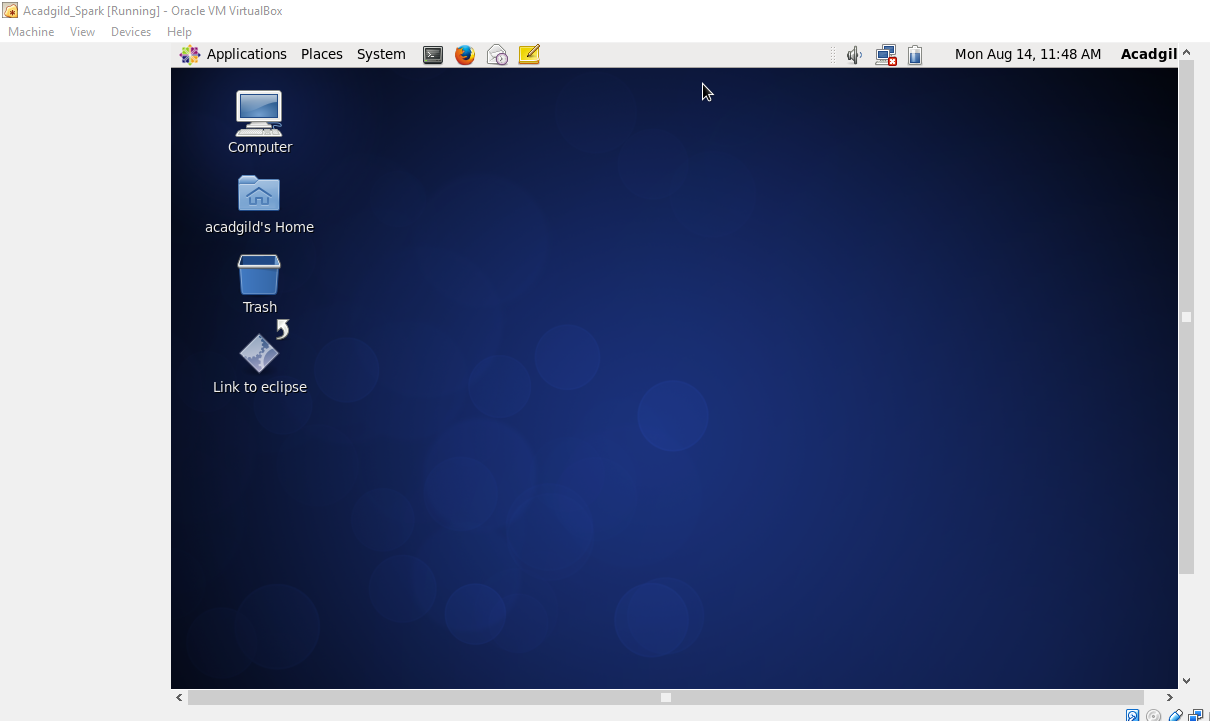 Acadgild_Spark [Running] - Oracle VM VirtualBox
Machine View Devices Help
Applications Places System Mon Aug 14, 11:48 AM Acadgil
Computer
acadgild's Home
Trash
Link to eclipse